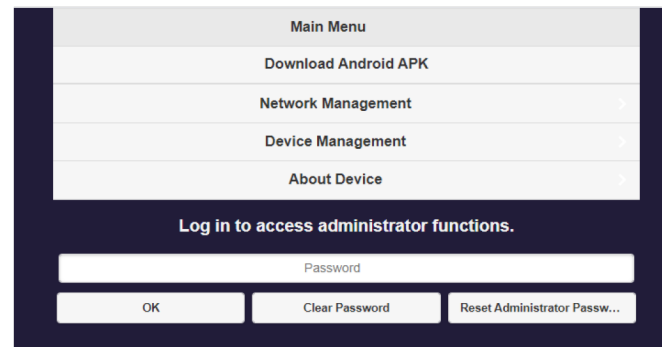 Main Menu
Download Android APK
Network Management
Device Management
About Device
Log in to access administrator functions.
Password
OK
Clear Password
Reset Administrator Passw...